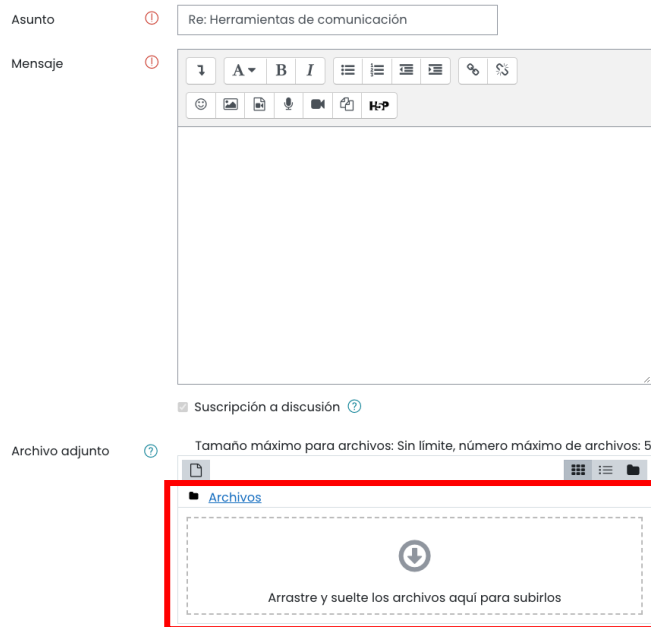 Asunto
Re: Herramientas de comunicación
Mensaje
A B I
H5P
Suscripción a discusión
Archivo adjunto
Tamaño máximo para archivos: Sin límite, número máximo de archivos: 5
Archivos
Arrastre y suelte los archivos aquí para subirlos